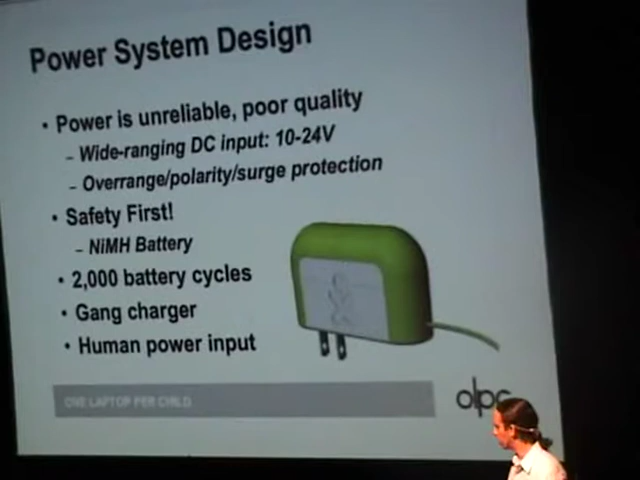 Power System Design
• Power is unreliable, poor quality
– Wide-ranging DC input: 10-24V
– Overrange/polarity/surge protection
• Safety First!
– NiMH Battery
• 2,000 battery cycles
• Gang charger
• Human power input
ONE LAPTOP PER CHILD
olpc